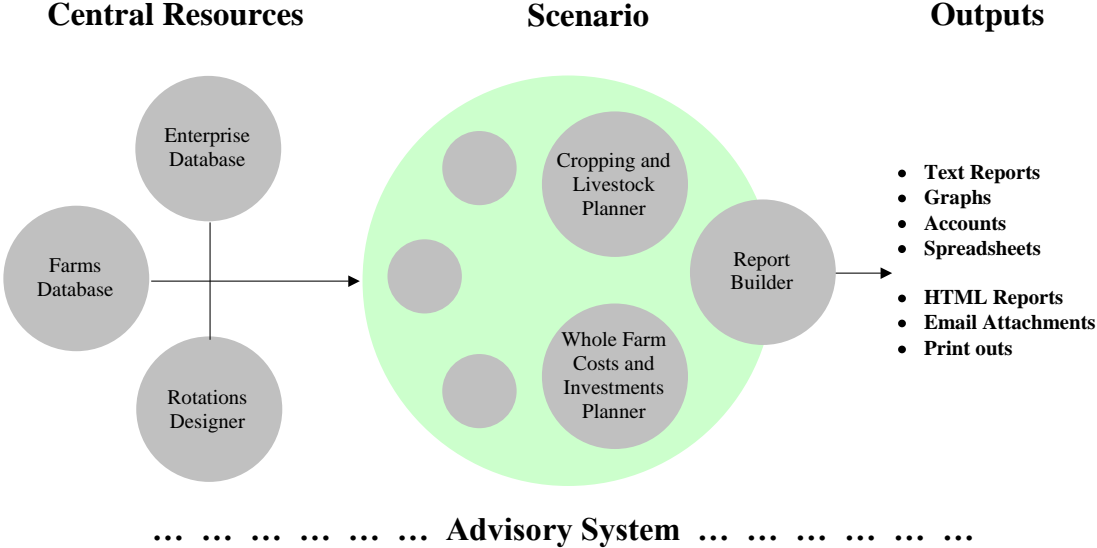 Central Resources
Scenario
Outputs
Enterprise
Database
Farms
Database
Rotations
Designer
Cropping and
Livestock
Planner
Whole Farm
Costs and
Investments
Planner
Report
Builder
• Text Reports
• Graphs
• Accounts
• Spreadsheets
• HTML Reports
• Email Attachments
• Print outs
... ... ... ... ... ... Advisory System ... ... ... ... ... ...